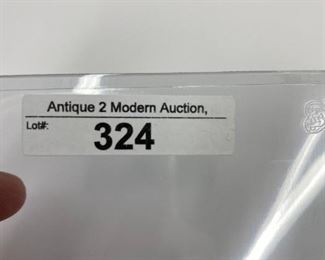 Antique 2 Modern Auction,
Lot#: 324